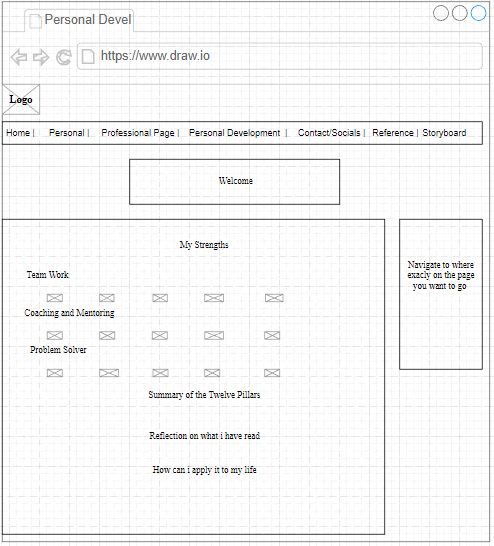 Personal Devel
https://www.draw.io
Logo
Home | Personal | Professional Page | Personal Development | Contact/Socials | Reference | Storyboard
Welcome
My Strengths
Team Work
Coaching and Mentoring
Problem Solver
Summary of the Twelve Pillars
Reflection on what i have read
How can i apply it to my life
Navigate to where
exacly on the page
you want to go